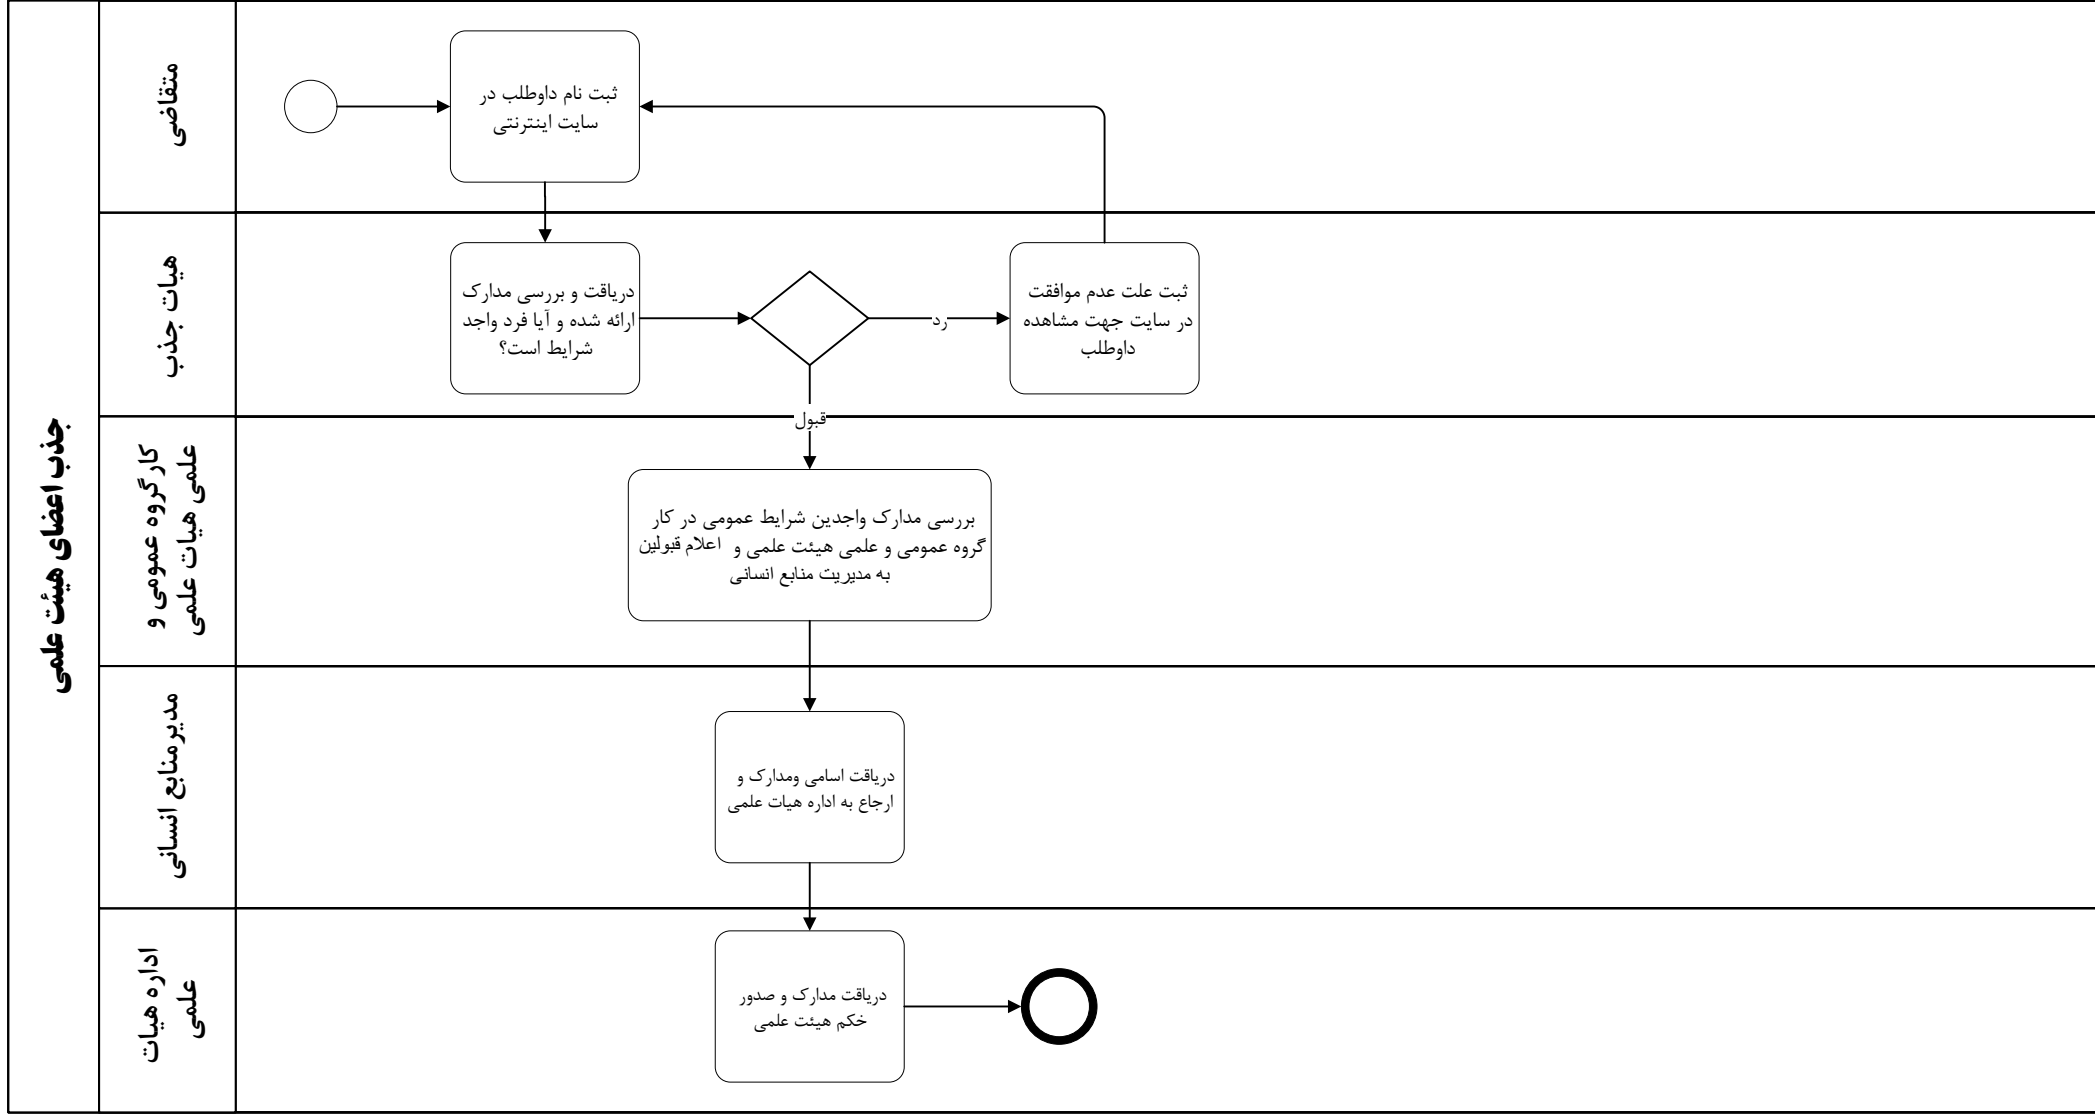 جذب اعضای هیئت علمی
متقاضی
ثبت نام داوطلب در
سایت اینترنتی
هیات جذب
دریاقت و بررسی مدارک
ارائه شده و آیا فرد واجد
شرایط است؟
رد
ثبت علت عدم موافقت
در سایت جهت مشاهده
داوطلب
قبول
کارگروه عمومی و
علمی هیات علمی
بررسی مدارک واجدین شرایط عمومی در کار
گروه عمومی و علمی هیئت علمی و اعلام قبولین
به مدیریت منابع انسانی
مدیرمنابع انسانی
دریاقت اسامی ومدارک و
ارجاع به اداره هیات علمی
اداره هیات
علمی
دریاقت مدارک و صدور
خکم هیئت علمی